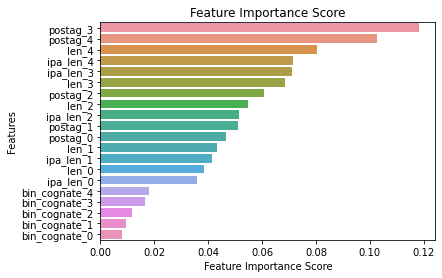 Feature Importance Score
postag_3
postag_4
len_4
ipa_len_4
ipa_len_3
len_3
postag_2
len_2
ipa_len_2
postag_1
postag_0
len_1
ipa_len_1
len_0
ipa_len_0
bin_cognate_4
bin_cognate_3
bin_cognate_2
bin_cognate_1
bin_cognate_0
Features
0.00 0.02 0.04 0.06 0.08 0.10 0.12
Feature Importance Score